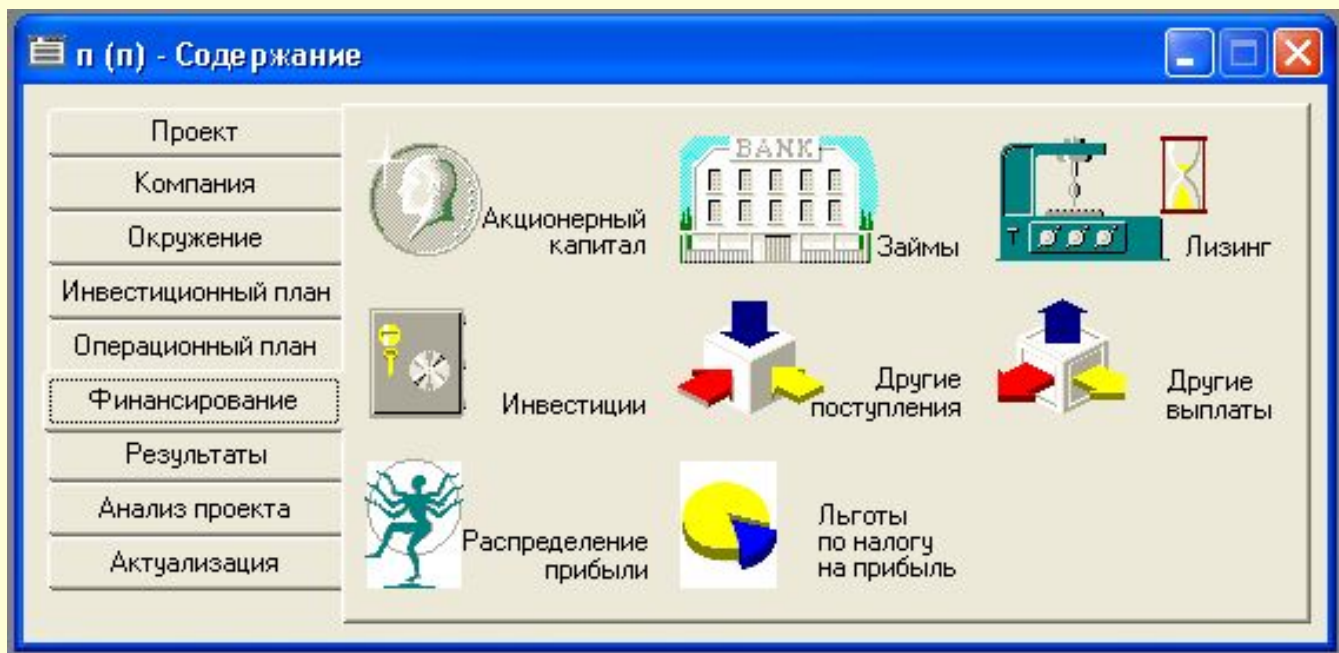 п (п) - Содержание
Проект
Компания
Окружение
Инвестиционный план
Операционный план
Финансирование
Результаты
Анализ проекта
Актуализация
Акционерный
капитал
BANK
Займы
Лизинг
Инвестиции
Другие
поступления
Другие
выплаты
Распределение
прибыли
Льготы
по налогу
на прибыль